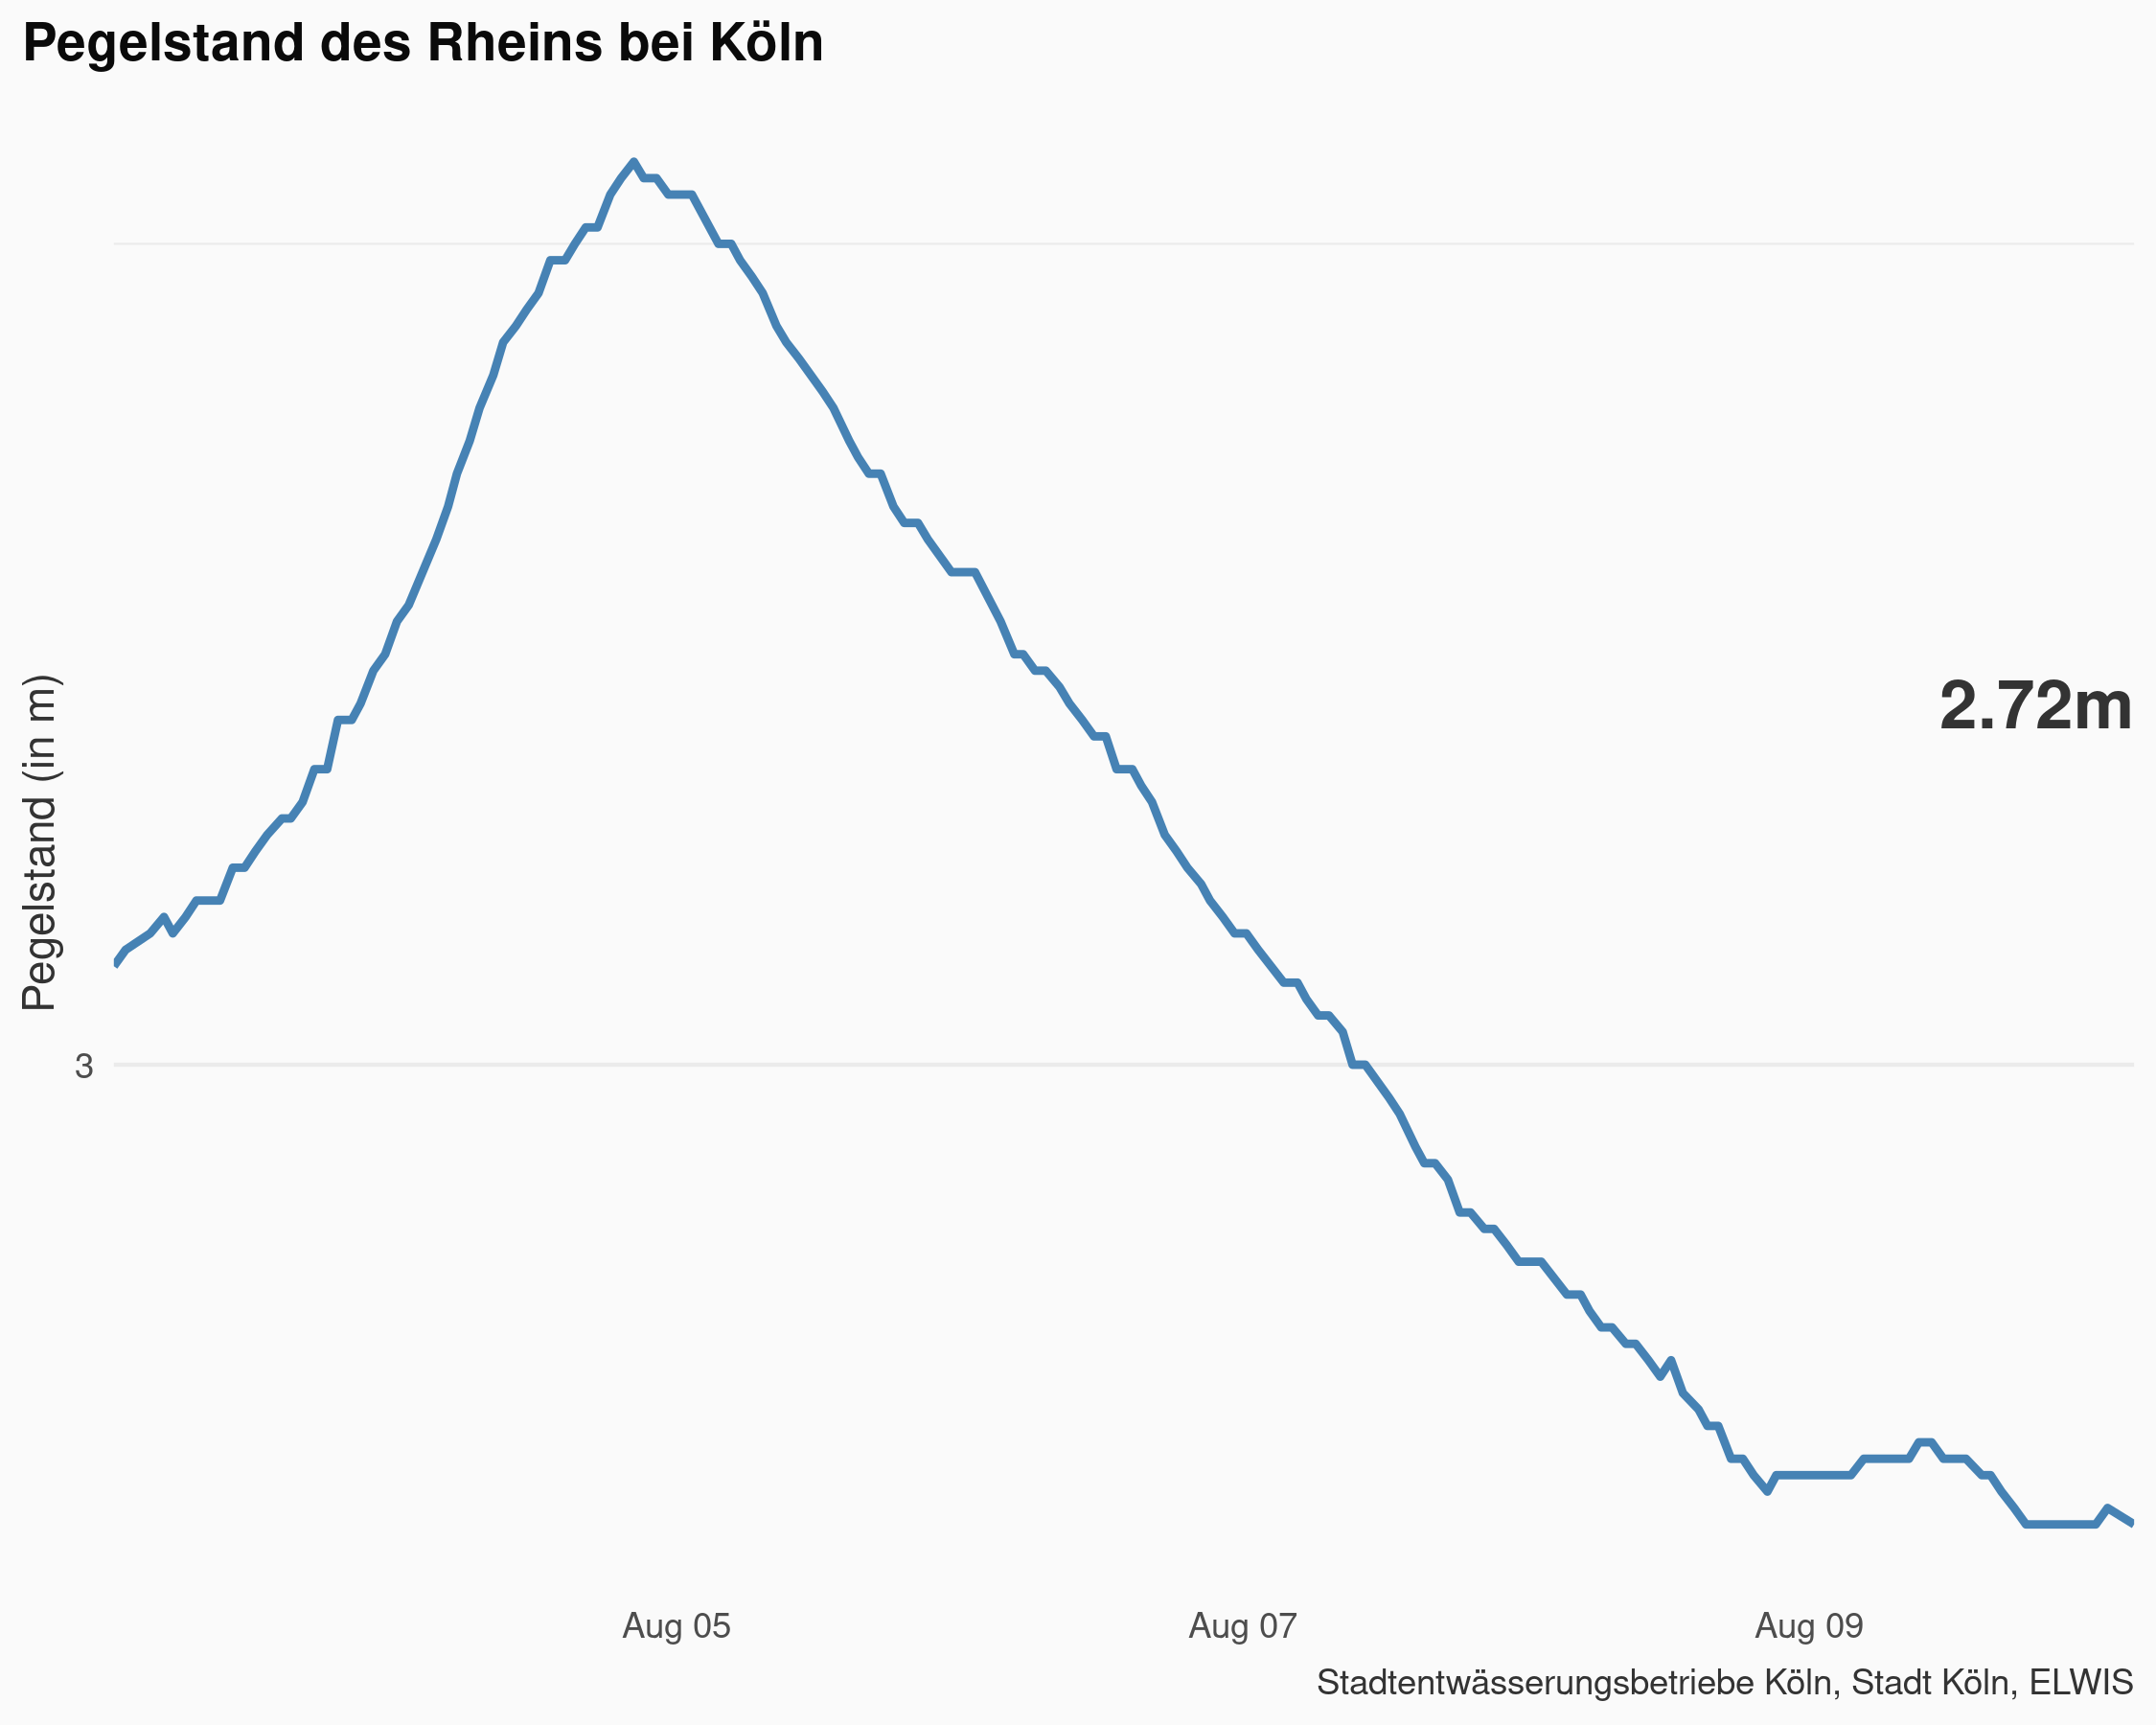 Pegelstand des Rheins bei Köln
Pegelstand (in m)
2.72m
3
Aug 05
Aug 07
Aug 09
Stadtentwässerungsbetriebe Köln, Stadt Köln, ELWIS